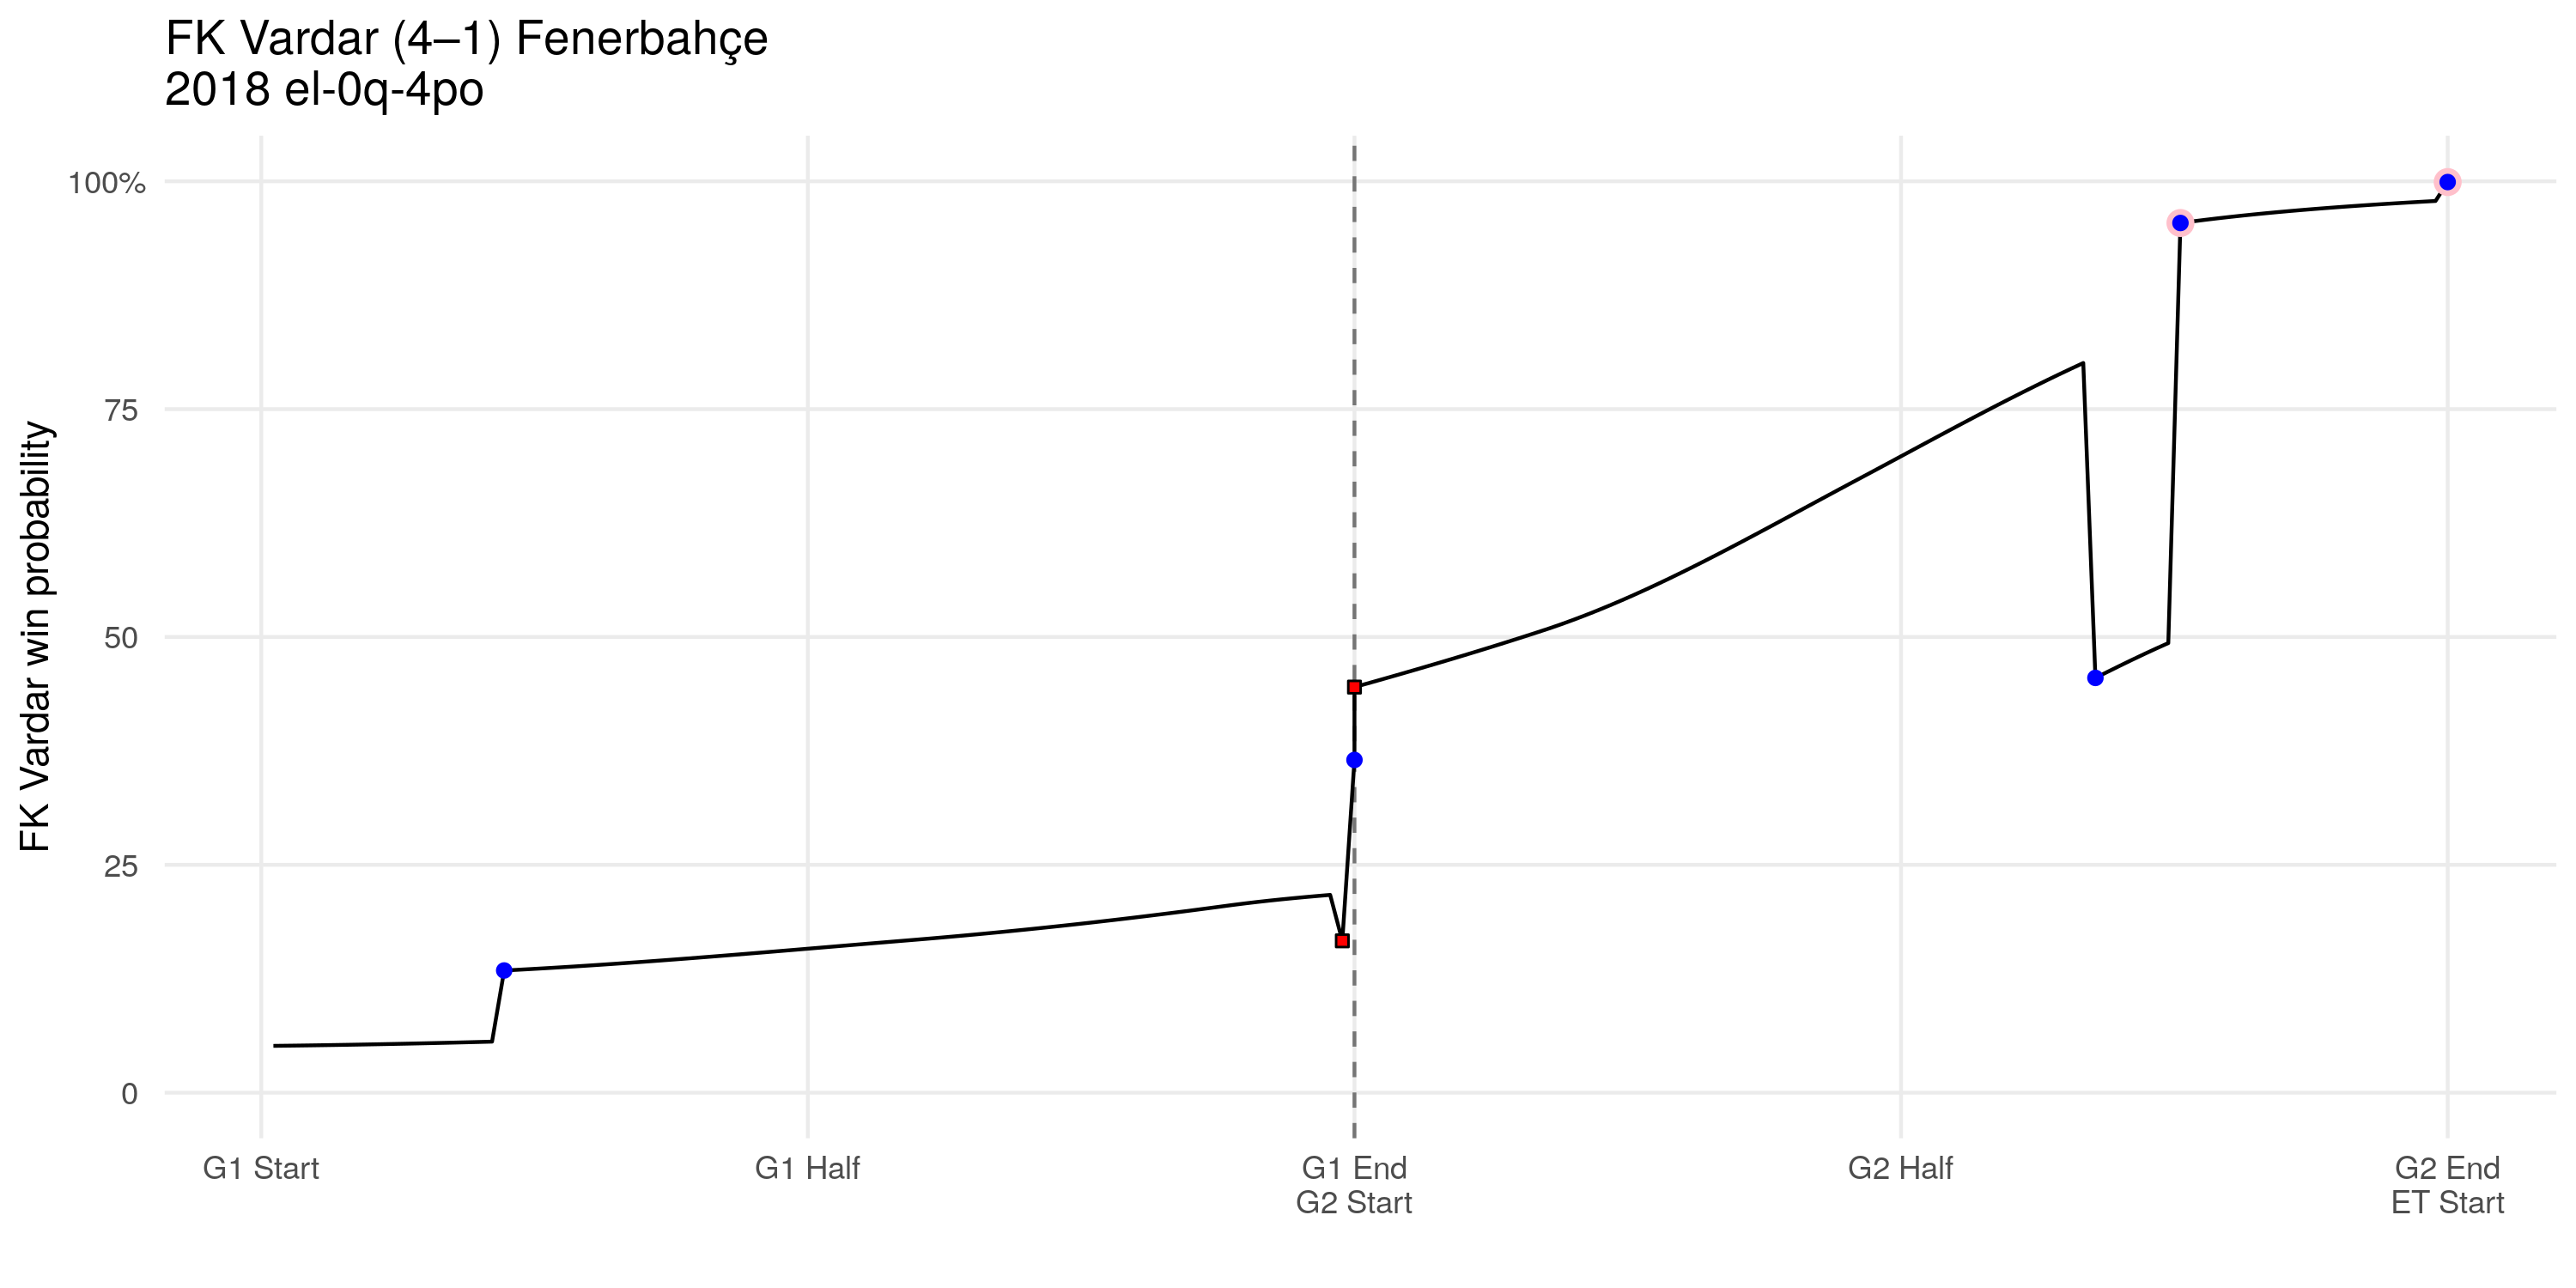 FK Vardar (4–1) Fenerbahçe
2018 el-0q-4po
FK Vardar win probability
100%
75
50
25
0
G1 Start
G1 Half
G1 End
G2 Start
G2 Half
G2 End
ET Start